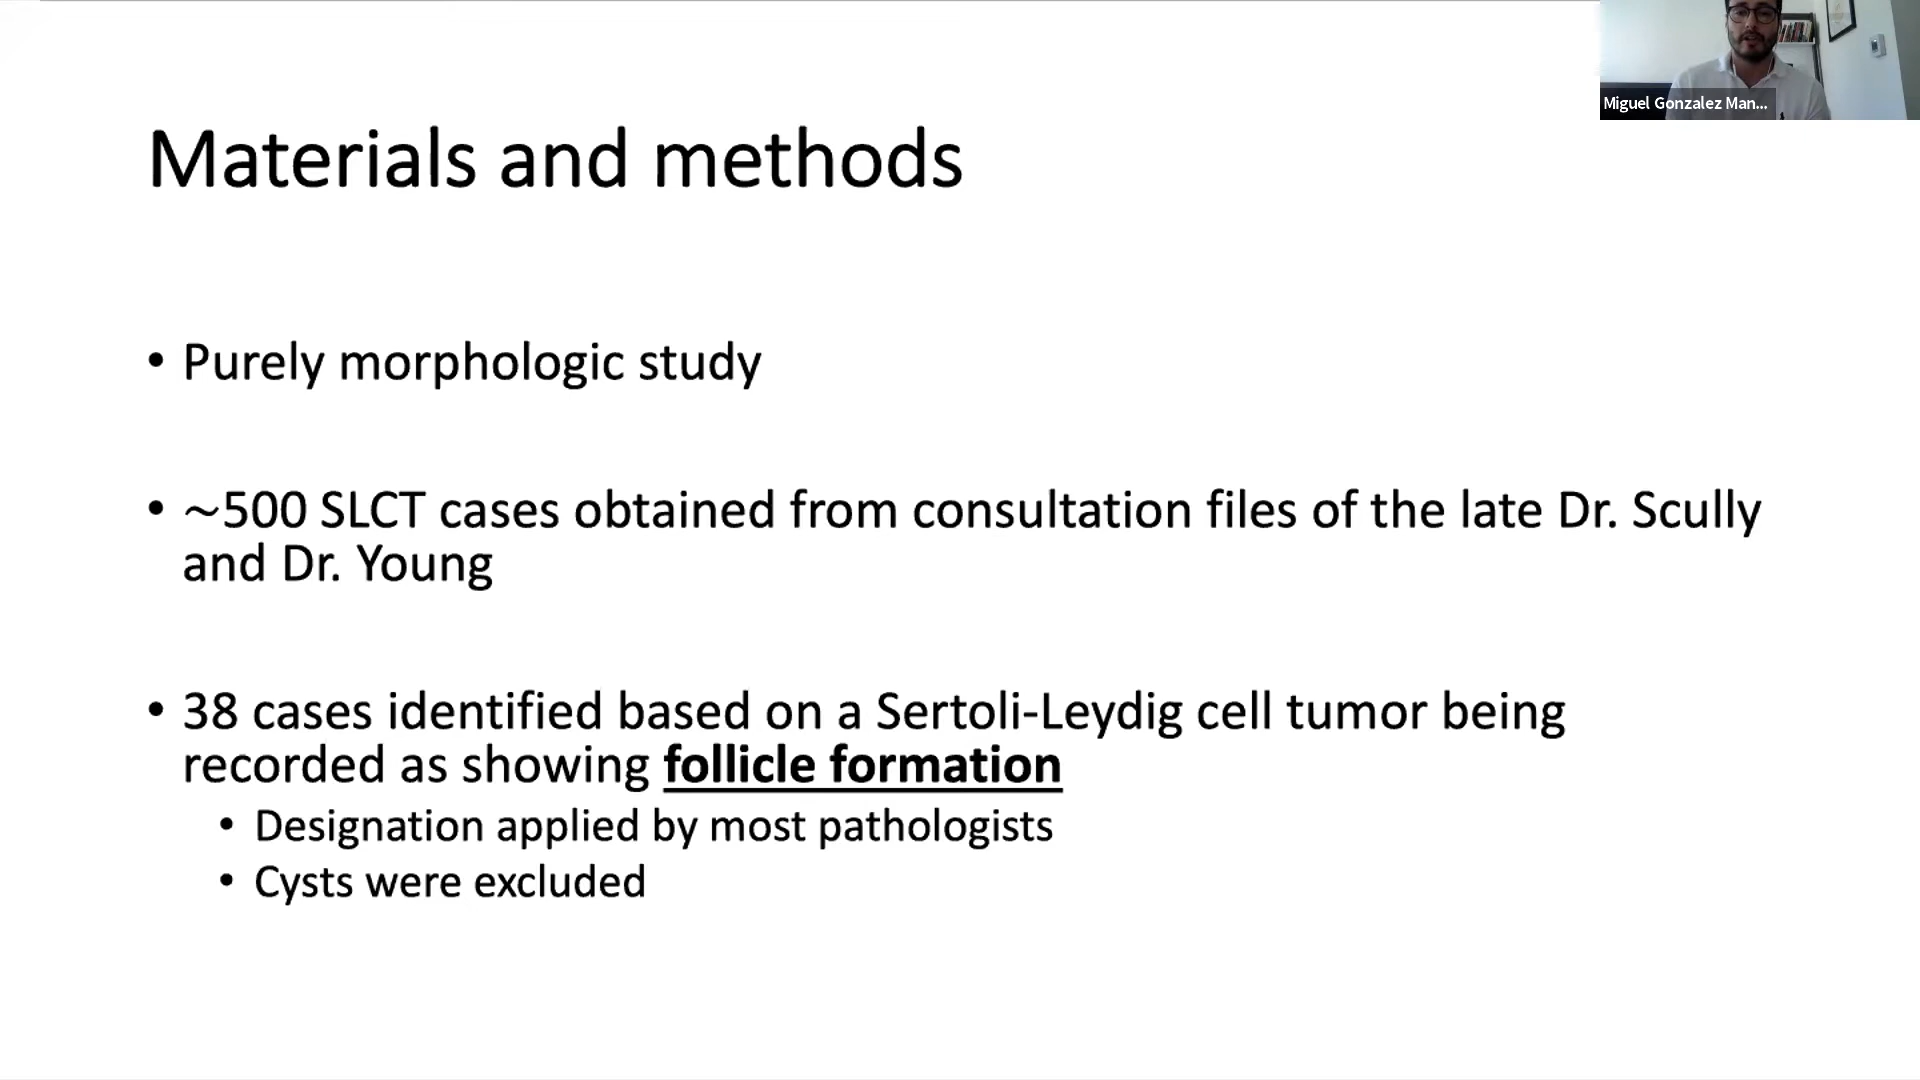 Miguel Gonzalez Man...
Materials and methods
• Purely morphologic study
• ~500 SLCT cases obtained from consultation files of the late Dr. Scully
and Dr. Young
• 38 cases identified based on a Sertoli-Leydig cell tumor being
recorded as showing follicle formation
• Designation applied by most pathologists
• Cysts were excluded